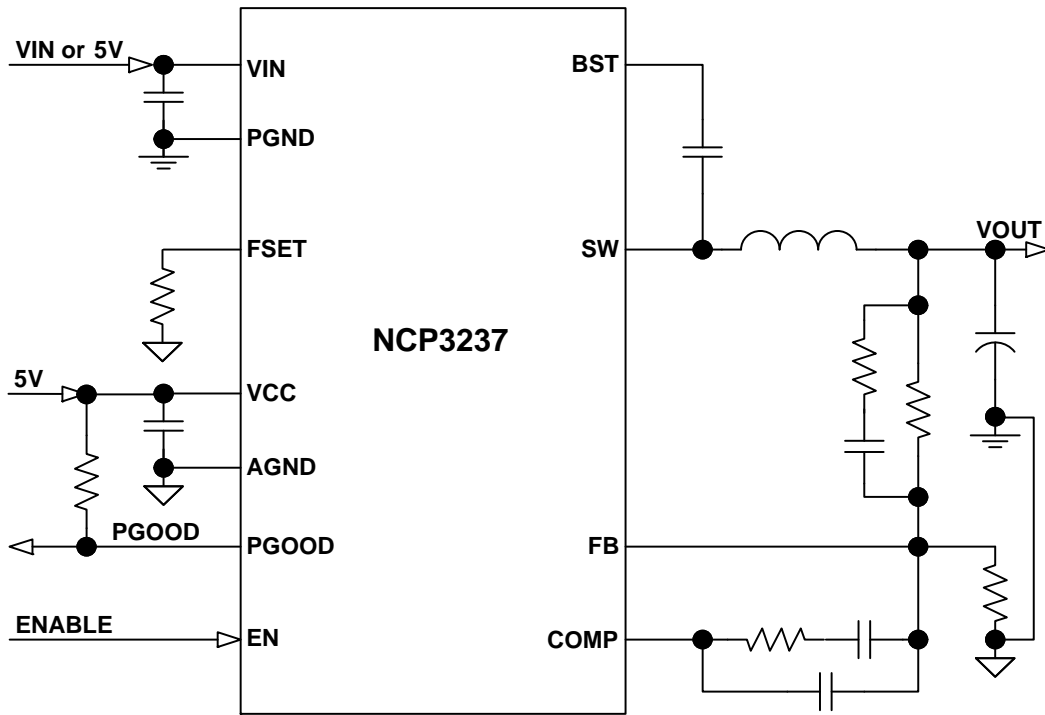 VIN or 5V
VIN
BST
PGND
FSET
SW
VOUT
NCP3237
5V
VCC
AGND
PGOOD
PGOOD
FB
ENABLE
EN
COMP